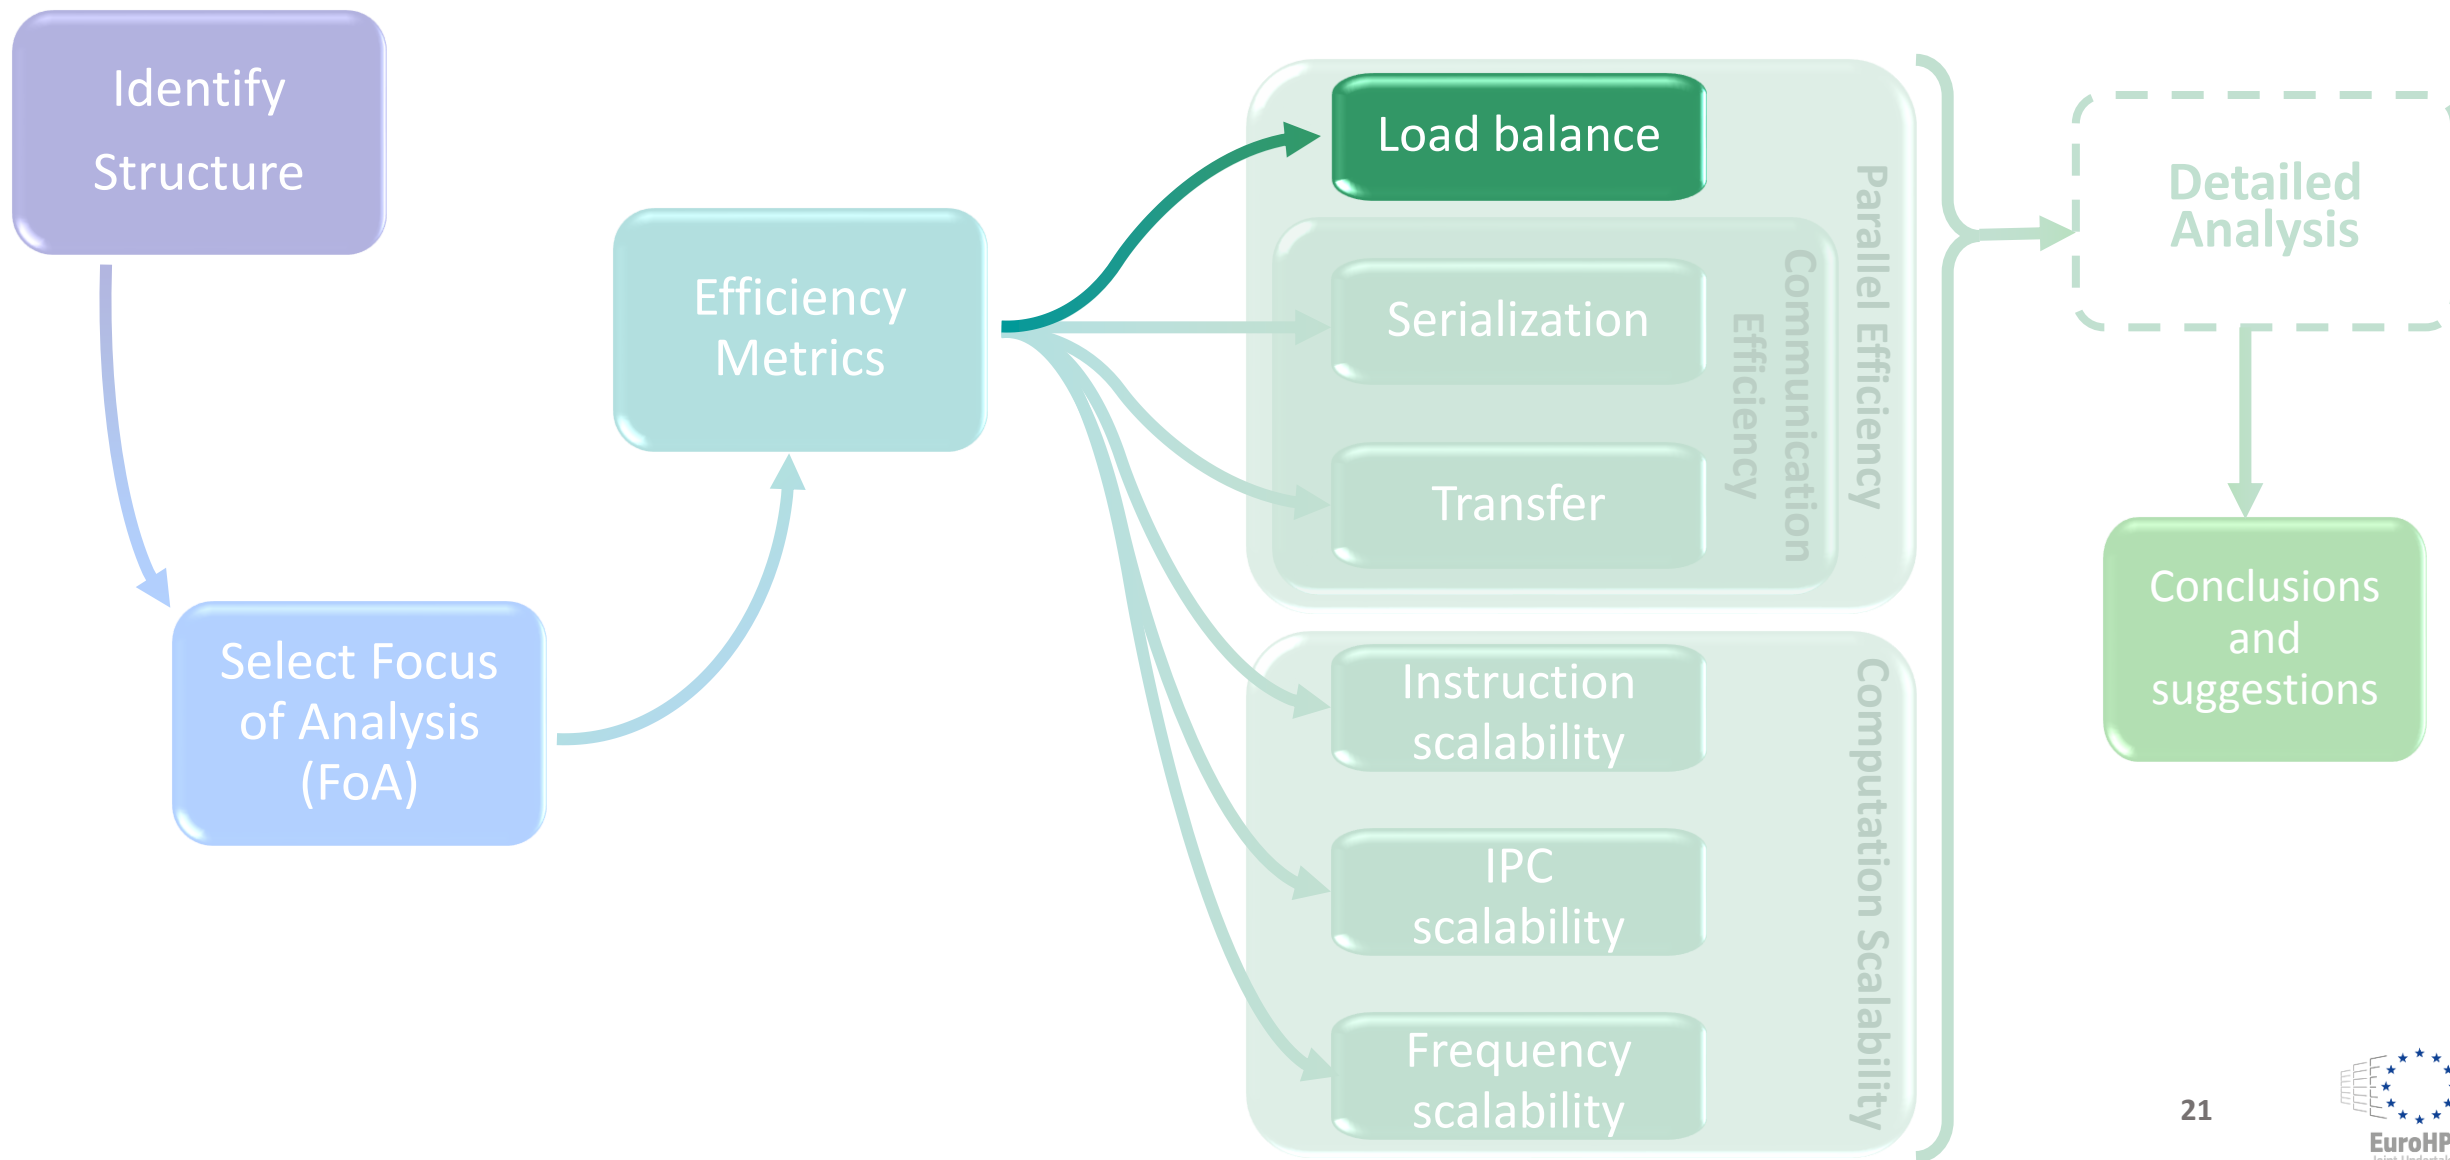 Identify
Structure
Select Focus
of Analysis
(FoA)
Efficiency
Metrics
Load balance
Serialization
Transfer
Communication
Efficiency
Parallel Efficiency
Instruction
scalability
IPC
scalability
Frequency
scalability
Computation Scalability
Detailed
Analysis
Conclusions
and
suggestions
21
EuroHP